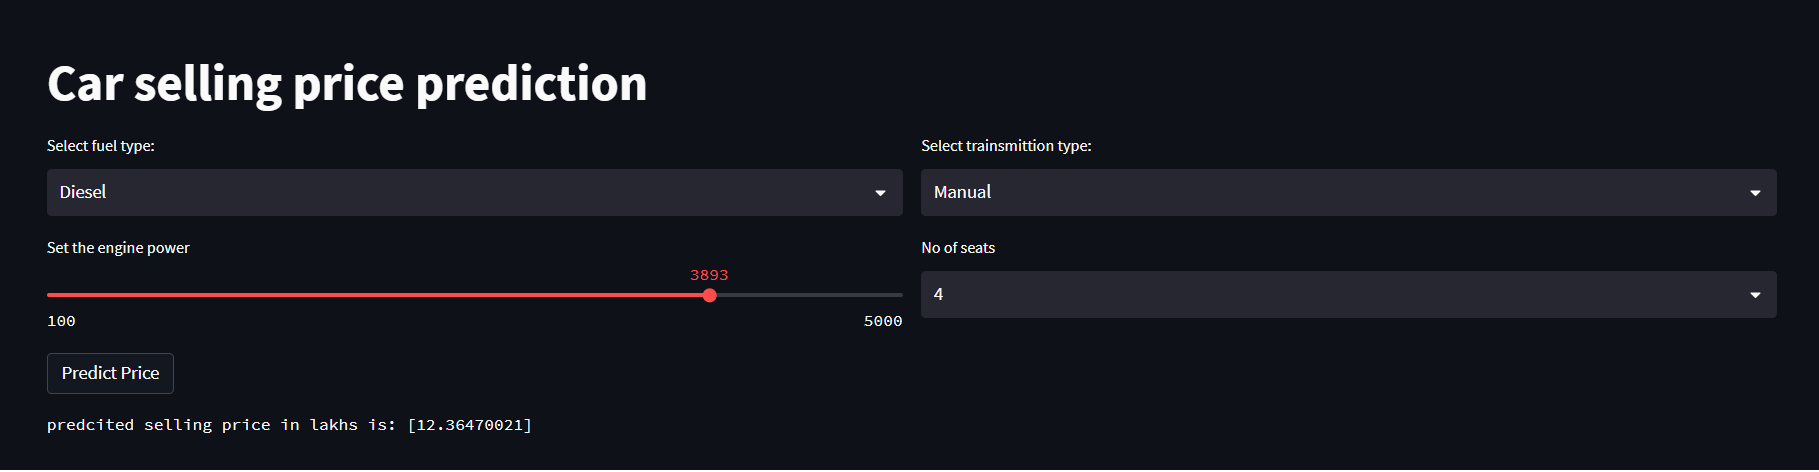 Car selling price prediction
Select fuel type:
Select trainsmittion type:
Diesel
Manual
Set the engine power
No of seats
3893
4
100
5000
Predict Price
predcited selling price in lakhs is: [12.36470021]